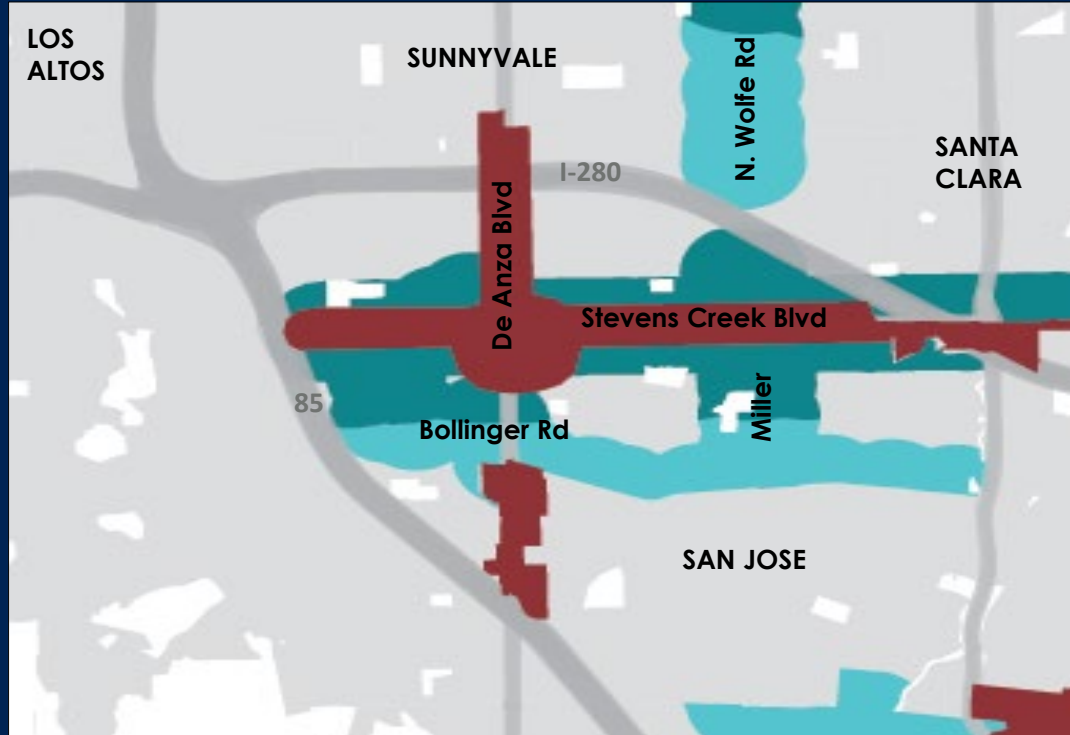 LOS
ALTOS
SUNNYVALE
N. Wolfe Rd
SANTA
CLARA
I-280
De Anza Blvd
Stevens Creek Blvd
85
Bollinger Rd
Miller
SAN JOSE